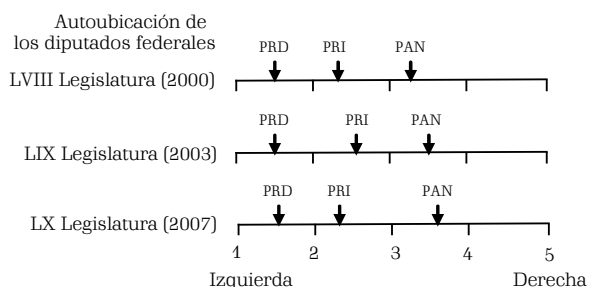 Autoubicación de
los diputados federales
PRD PRI PAN
LVIII Legislatura (2000)
PRD PRI PAN
LIX Legislatura (2003)
PRD PRI PAN
LX Legislatura (2007)
1 2 3 4 5
Izquierda Derecha